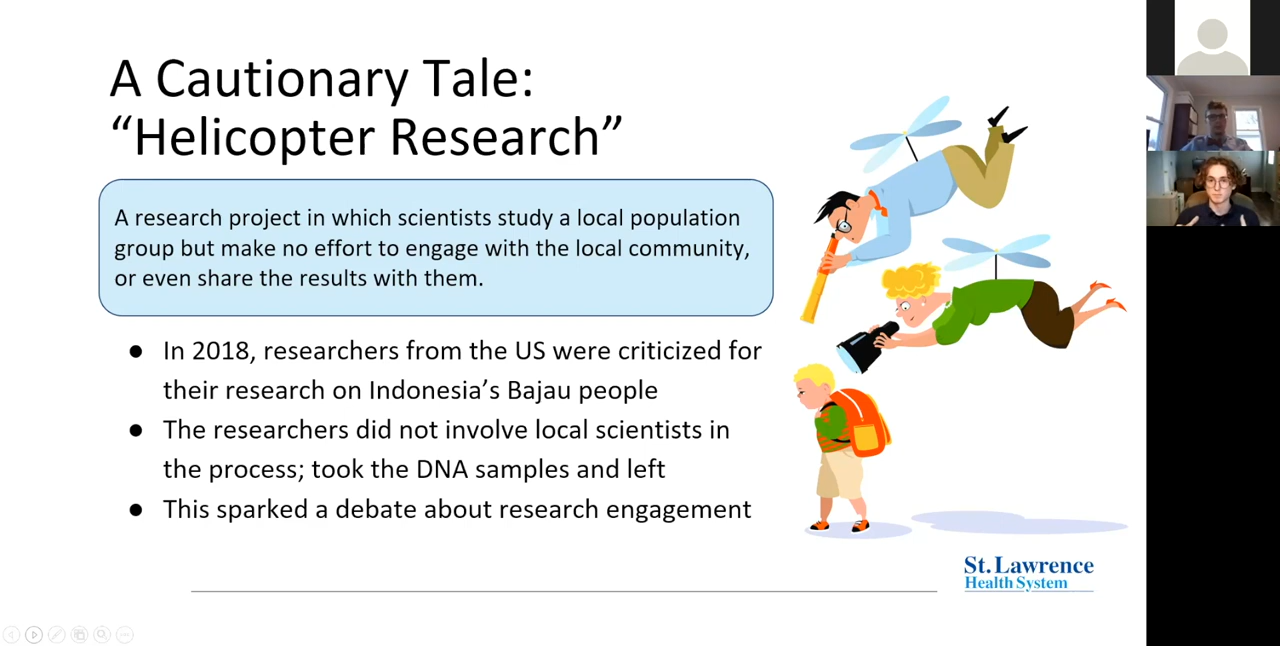 A Cautionary Tale:
“Helicopter Research”
A research project in which scientists study a local population
group but make no effort to engage with the local community,
or even share the results with them.
● In 2018, researchers from the US were criticized for
their research on Indonesia’s Bajau people
● The researchers did not involve local scientists in
the process; took the DNA samples and left
● This sparked a debate about research engagement
St. Lawrence
Health System